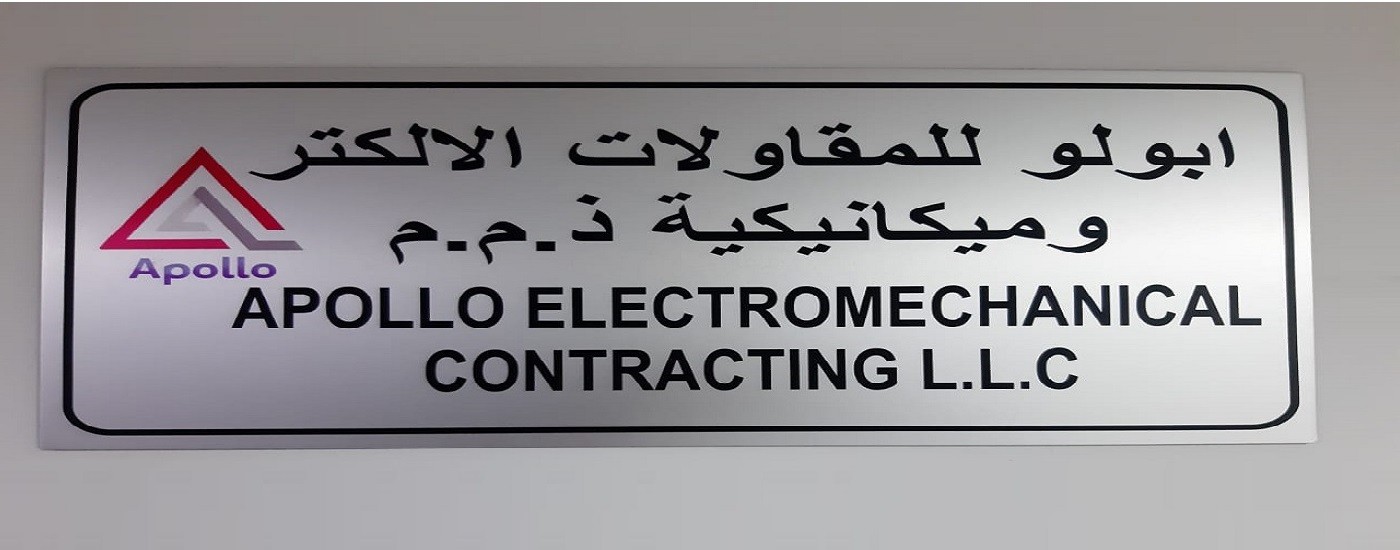 ابولو للمقاولات الالكتر
وميكانيكية ذ.م.م
Apollo
APOLLO ELECTROMECHANICAL
CONTRACTING L.L.C